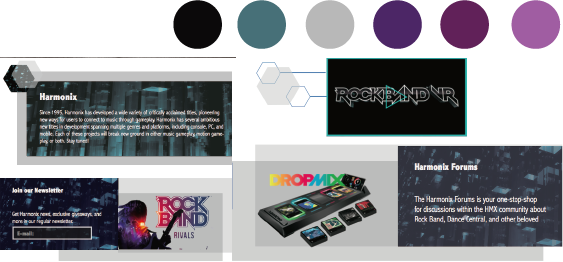 Harmonix
Since 1995, Harmonix has developed a wide variety of critically acclaimed titles, pioneering
new ways for users to connect to music through gameplay. Harmonix has several ambitious
new titles in development spanning multiple genres and platforms, including console, PC, and
mobile. Each of these projects will break new ground in either music gameplay, motion game-
play, or both. Stay tuned!
ROCKBAND VR
Join our Newsletter
Get Harmonix news, exclusive giveaways, and
more in our regular newsletter.
E-mail:
ROCK
BAND
RIVALS
DROPMIX
Harmonix Forums
The Harmonix Forums is your one-stop-shop
for discussions within the HMX community about
Rock Band, Dance Central, and other beloved